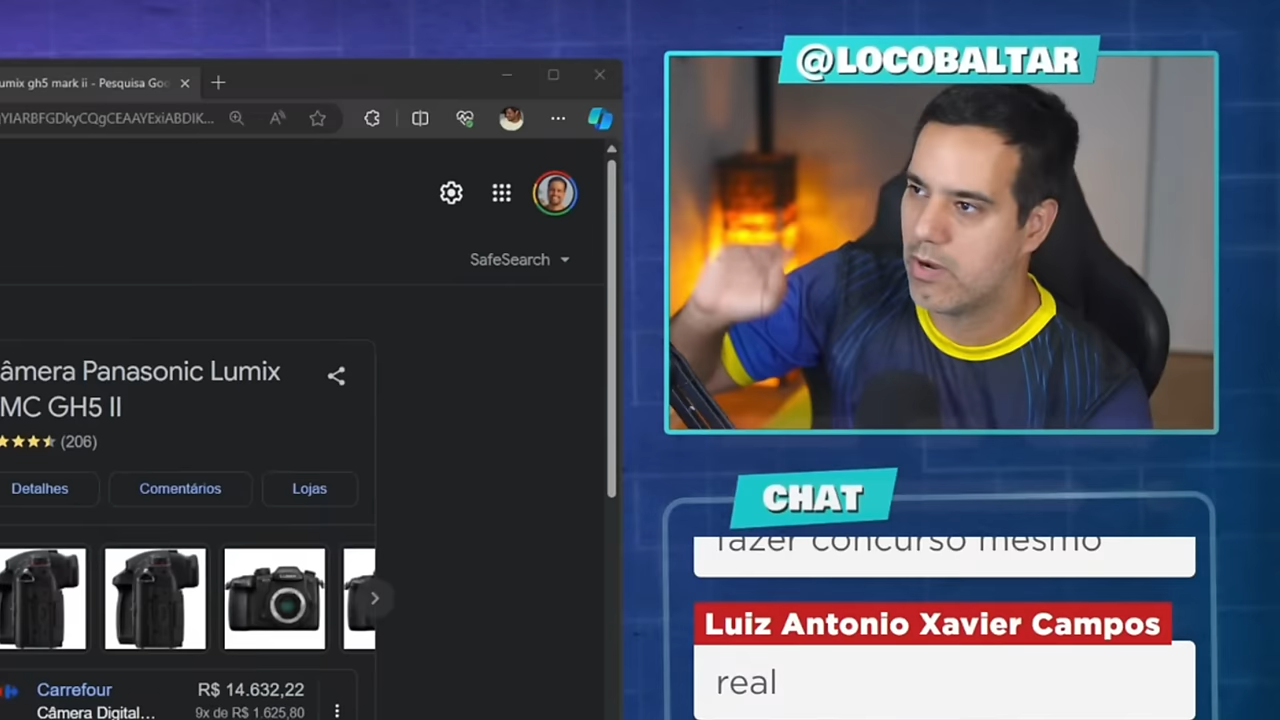 umix gh5 mark ii - Pesquisa Goo
YIARBFGDkyCQgCEAAYExiABDIK...
SafeSearch
âmera Panasonic Lumix
MC GH5 II
(206)
Detalhes
Comentários
Lojas
Carrefour
R$ 14.632,22
Câmera Digital...
9x de R$ 1.625,80
@LOCOBALTAR
CHAT
fazer concurso mesmo
Luiz Antonio Xavier Campos
real